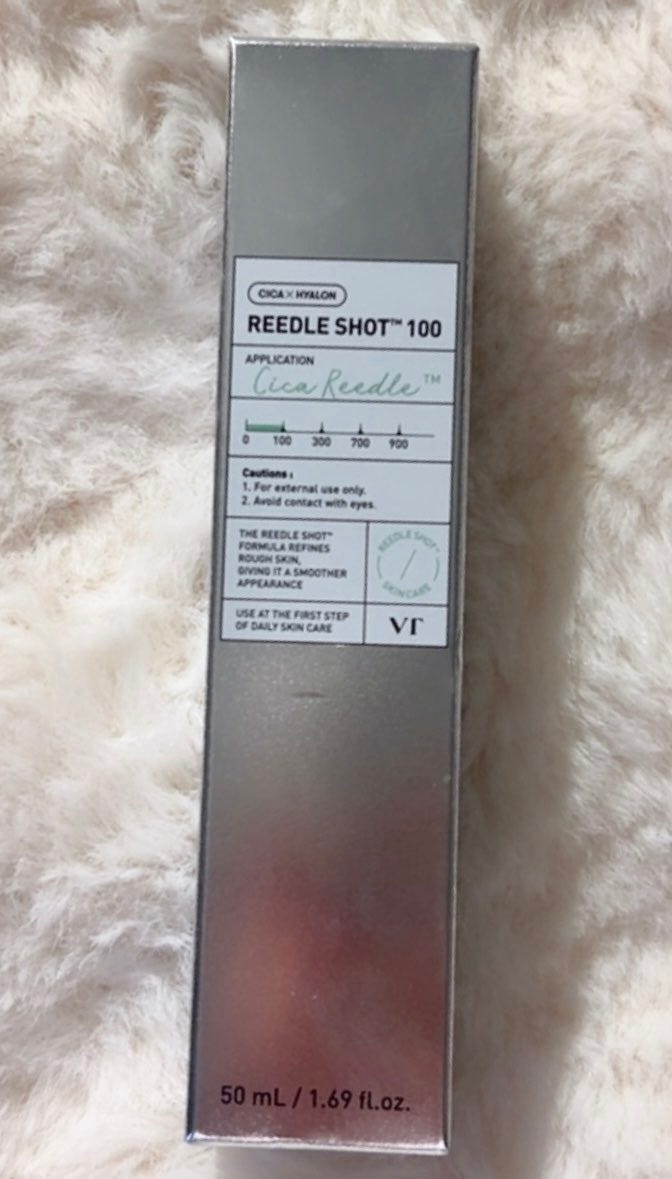 CICA × HYALON
REEDLE SHOT™ 100
APPLICATION
Cica Reedle™
0 100 300 700 900
Cautions :
1. For external use only.
2. Avoid contact with eyes.
THE REEDLE SHOT™
FORMULA REFINES
ROUGH SKIN,
GIVING IT A SMOOTHER
APPEARANCE
REEDLE SHOT™
SKIN CARE
USE AT THE FIRST STEP
OF DAILY SKIN CARE
VT
50 mL / 1.69 fl.oz.